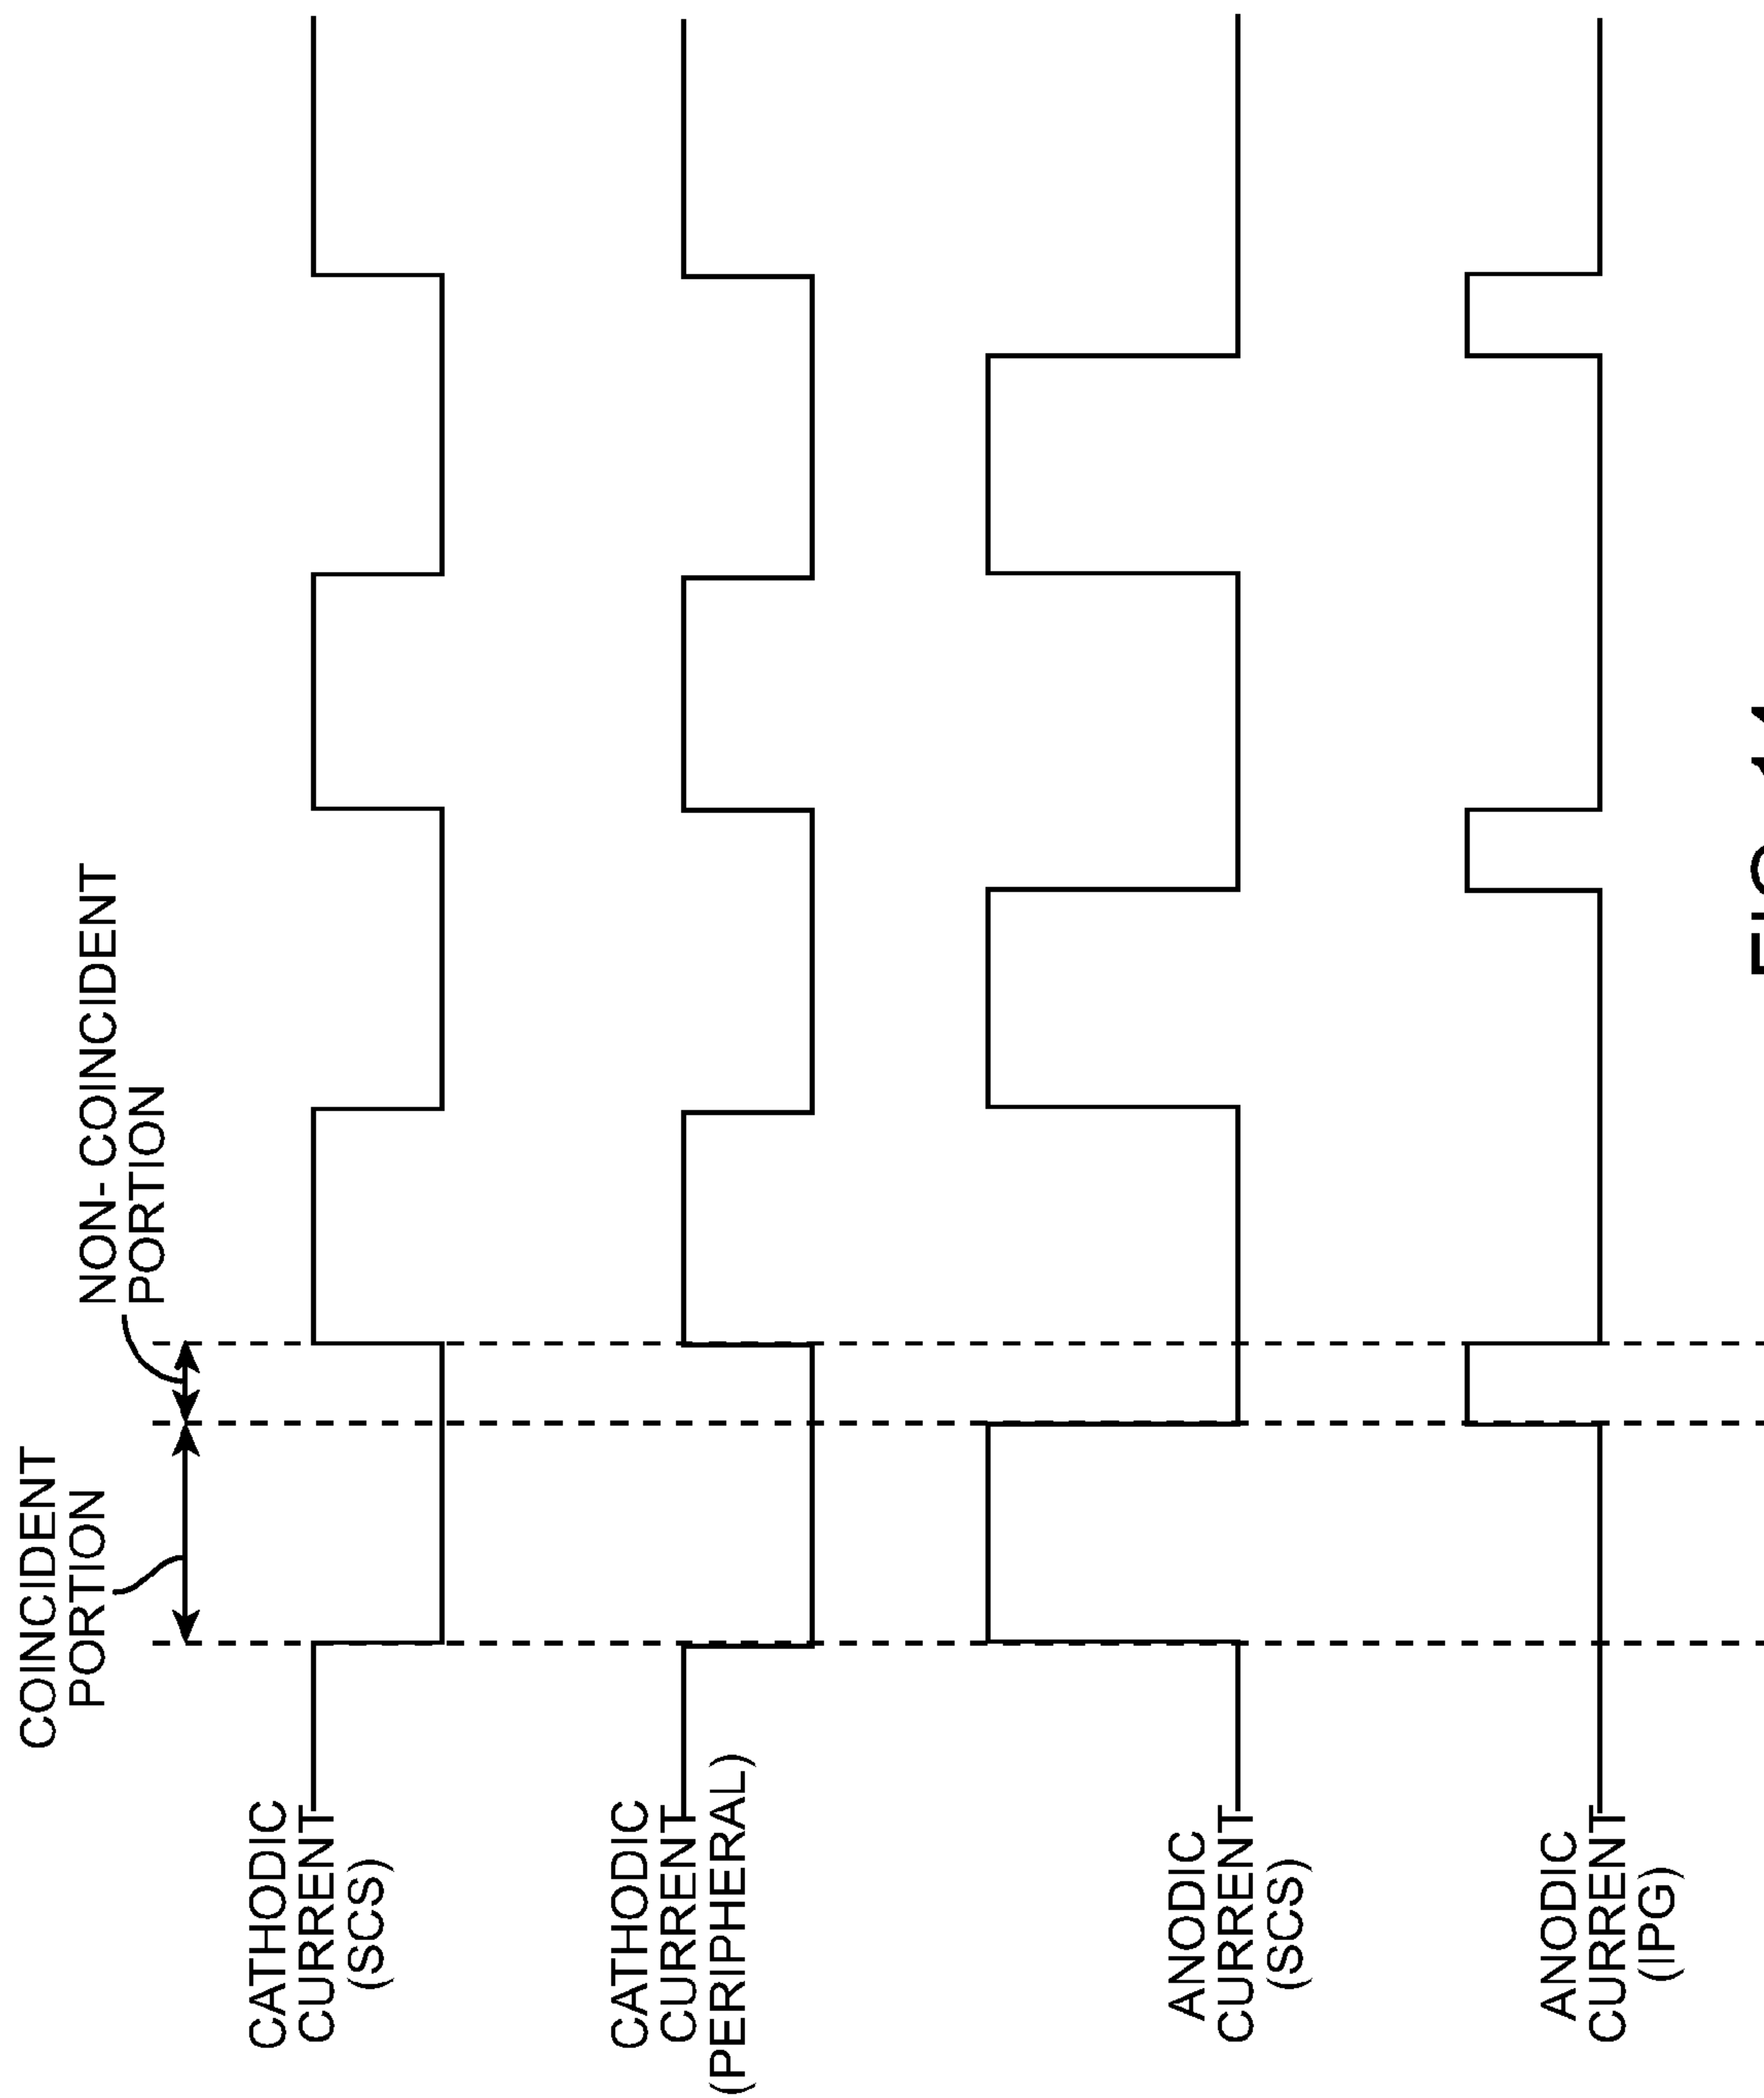 COINCIDENT
PORTION
NON- COINCIDENT
PORTION
CATHODIC
CURRENT
(SCS)
CATHODIC
CURRENT
(PERIPHERAL)
ANODIC
CURRENT
(SCS)
ANODIC
CURRENT
(IPG)